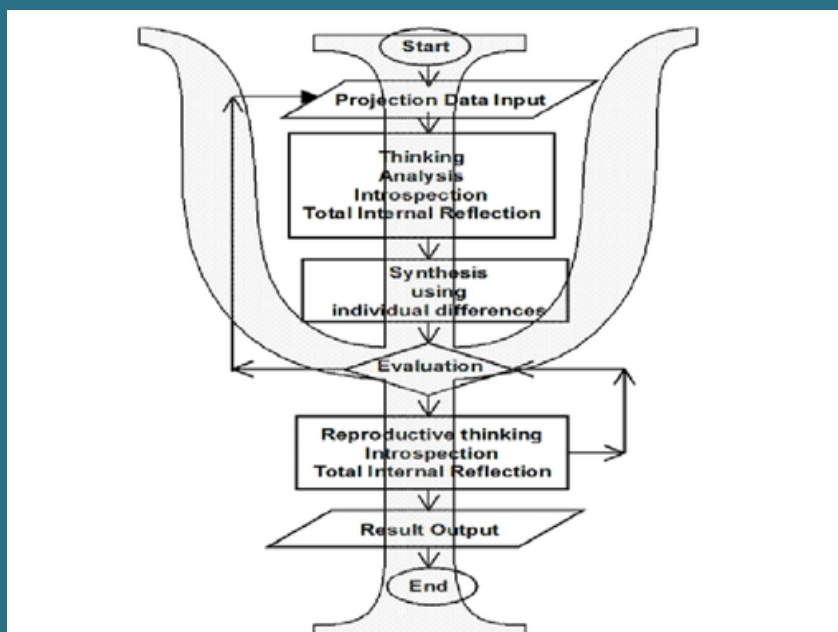 Start
Projection Data Input
Thinking
Analysis
Introspection
Total Internal Reflection
Synthesis
using
individual differences
Evaluation
Reproductive thinking
Introspection
Total Internal Reflection
Result Output
End